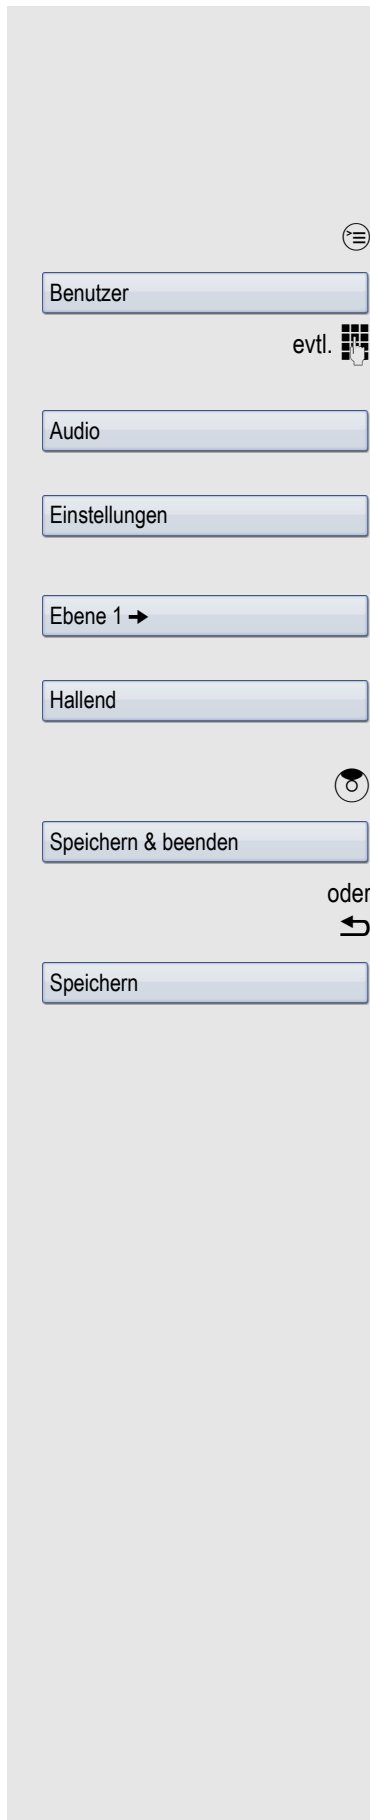 Benutzer
evtl.
Audio
Einstellungen
Ebene 1 →
Hallend
Speichern & beenden
oder
Speichern